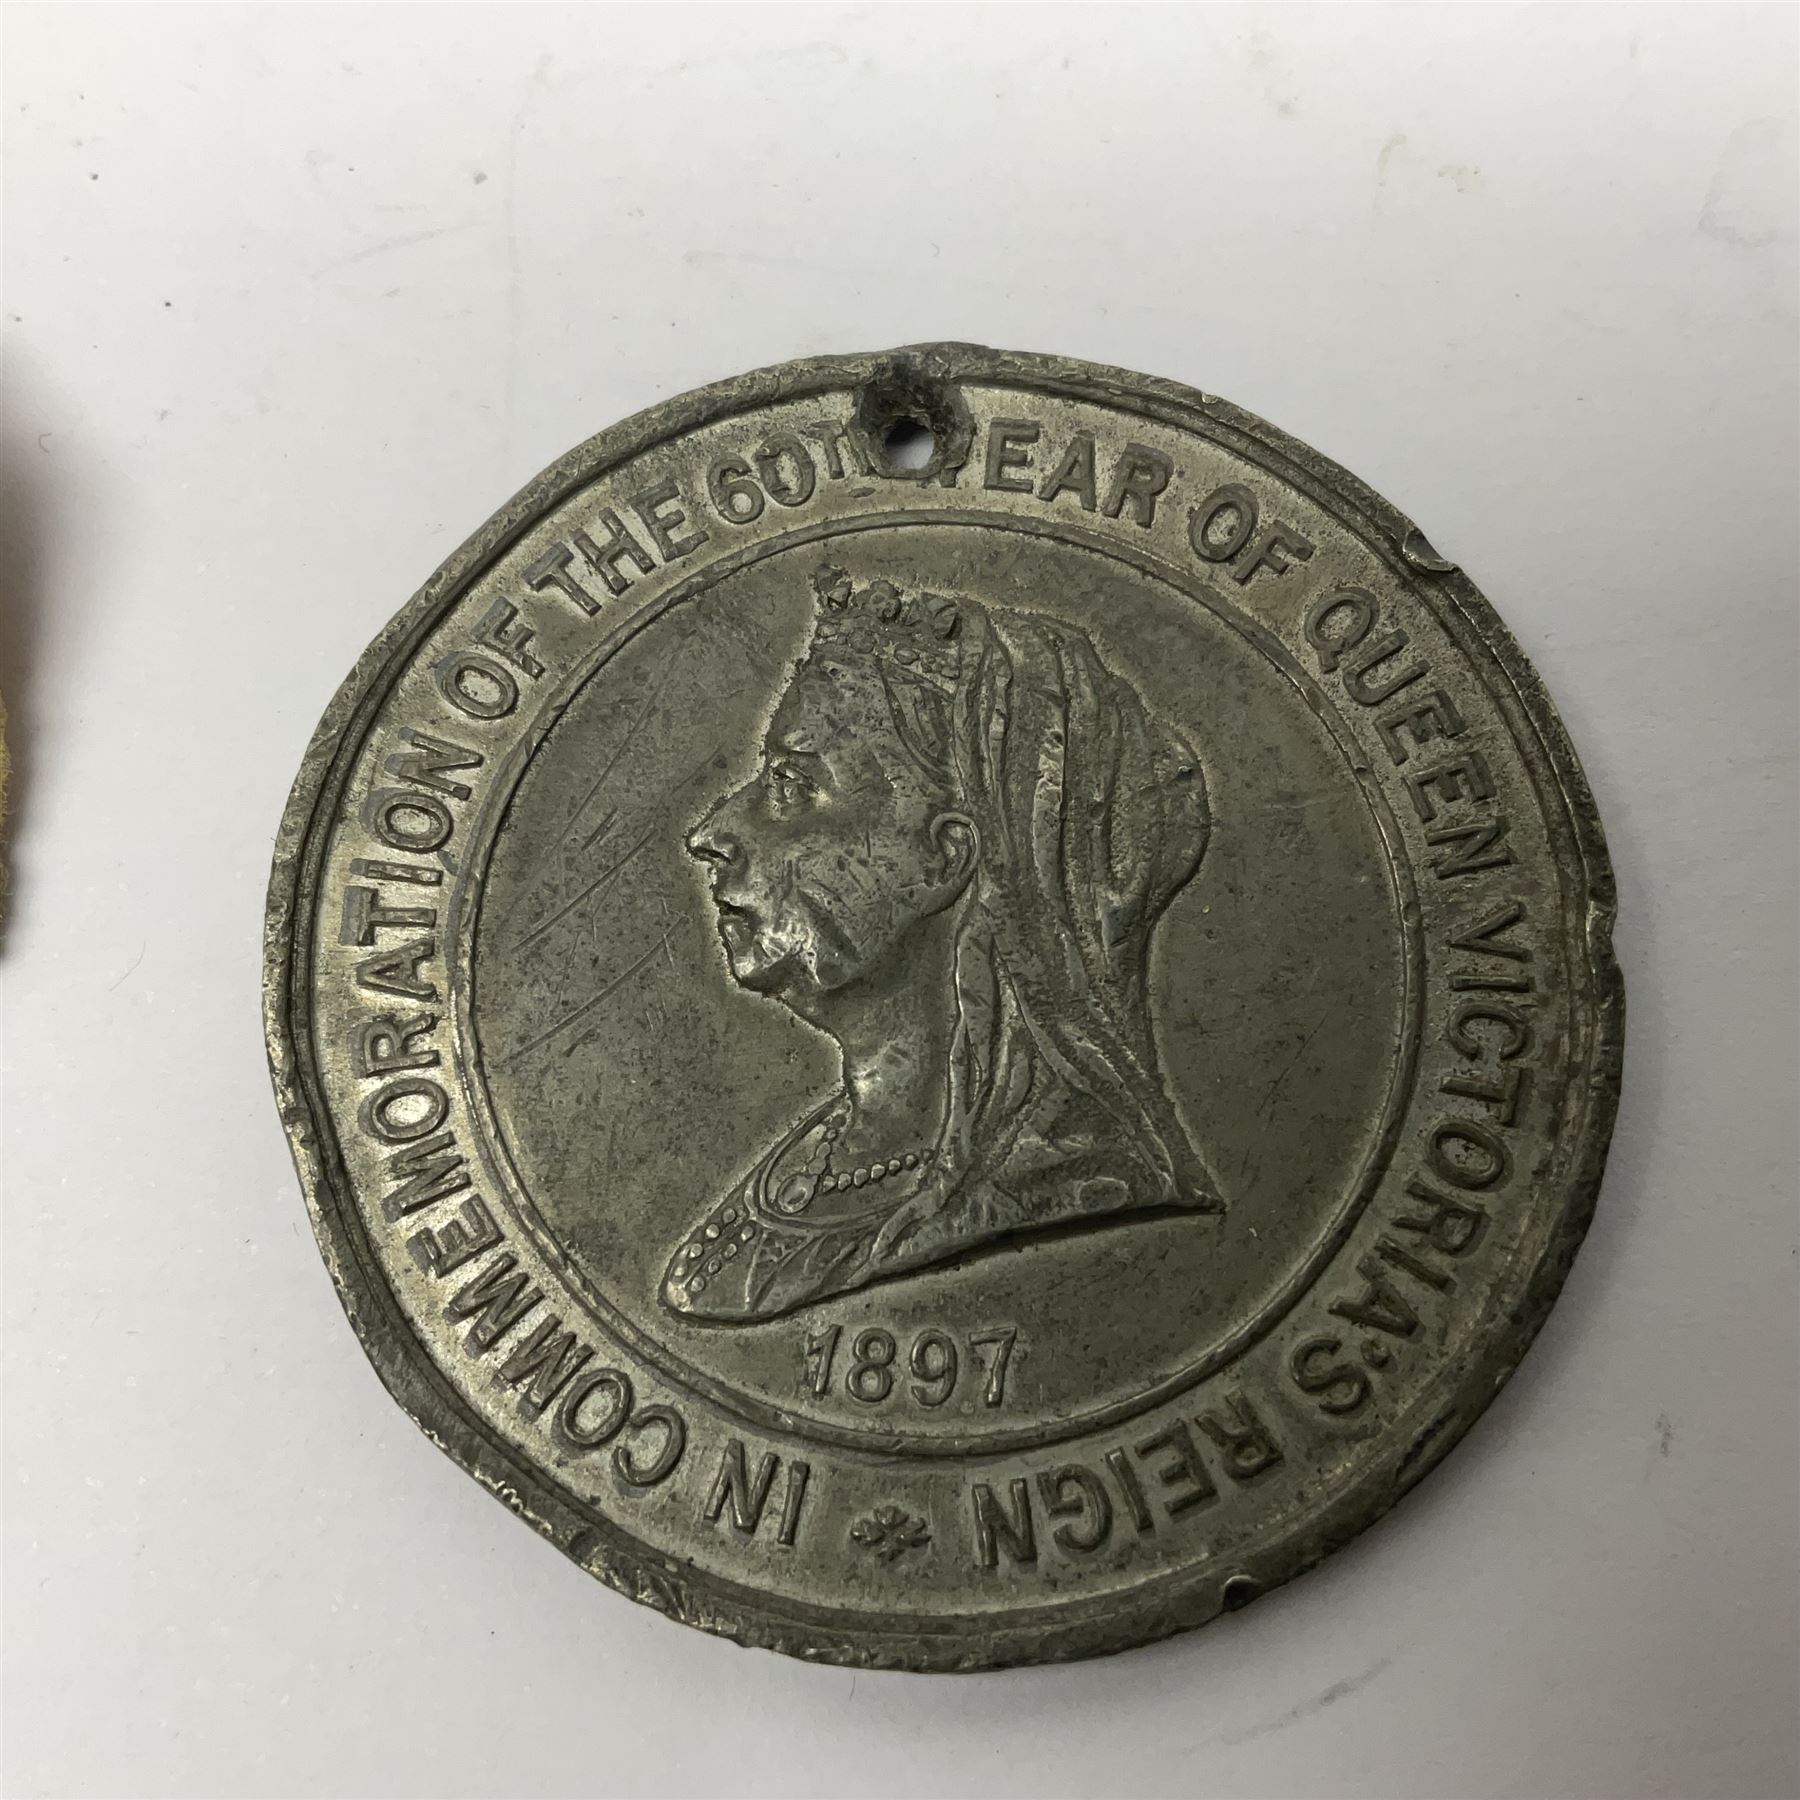 IN COMMEMORATION OF THE 60TH YEAR OF QUEEN VICTORIA'S REIGN
1897